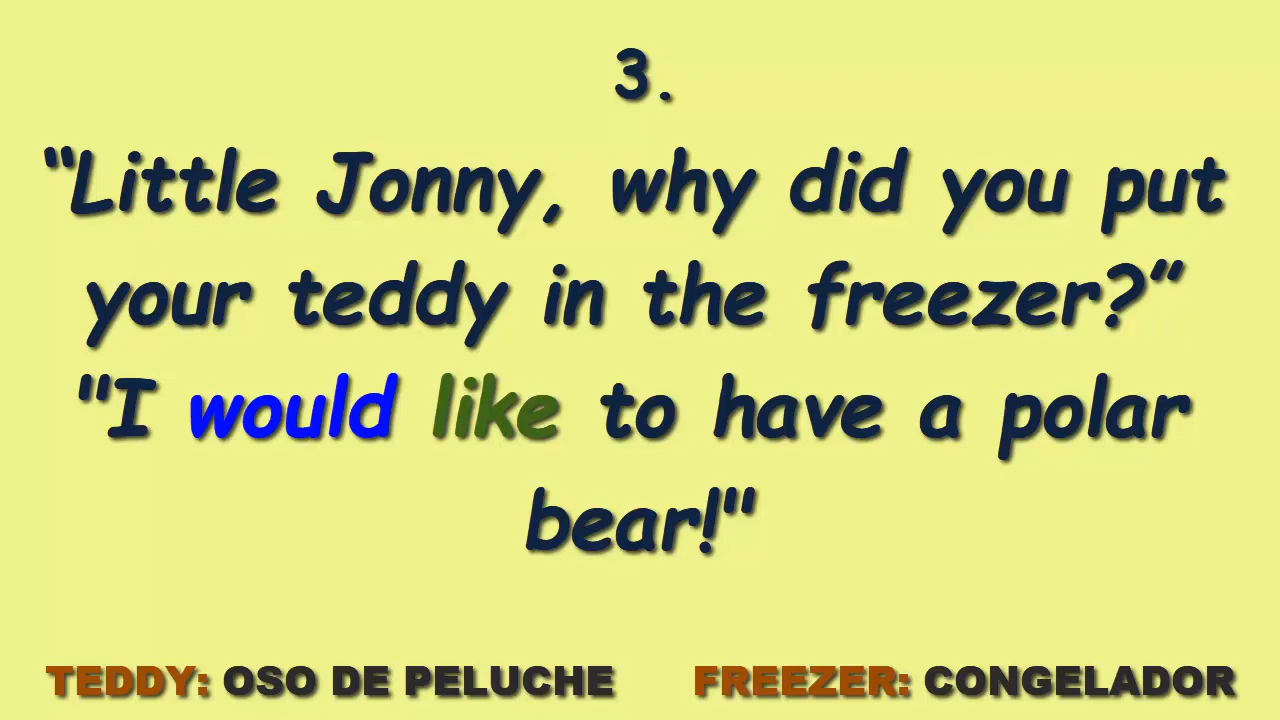 3.
“Little Jonny, why did you put
your teddy in the freezer?”
"I would like to have a polar
bear!"
TEDDY: OSO DE PELUCHE FREEZER: CONGELADOR